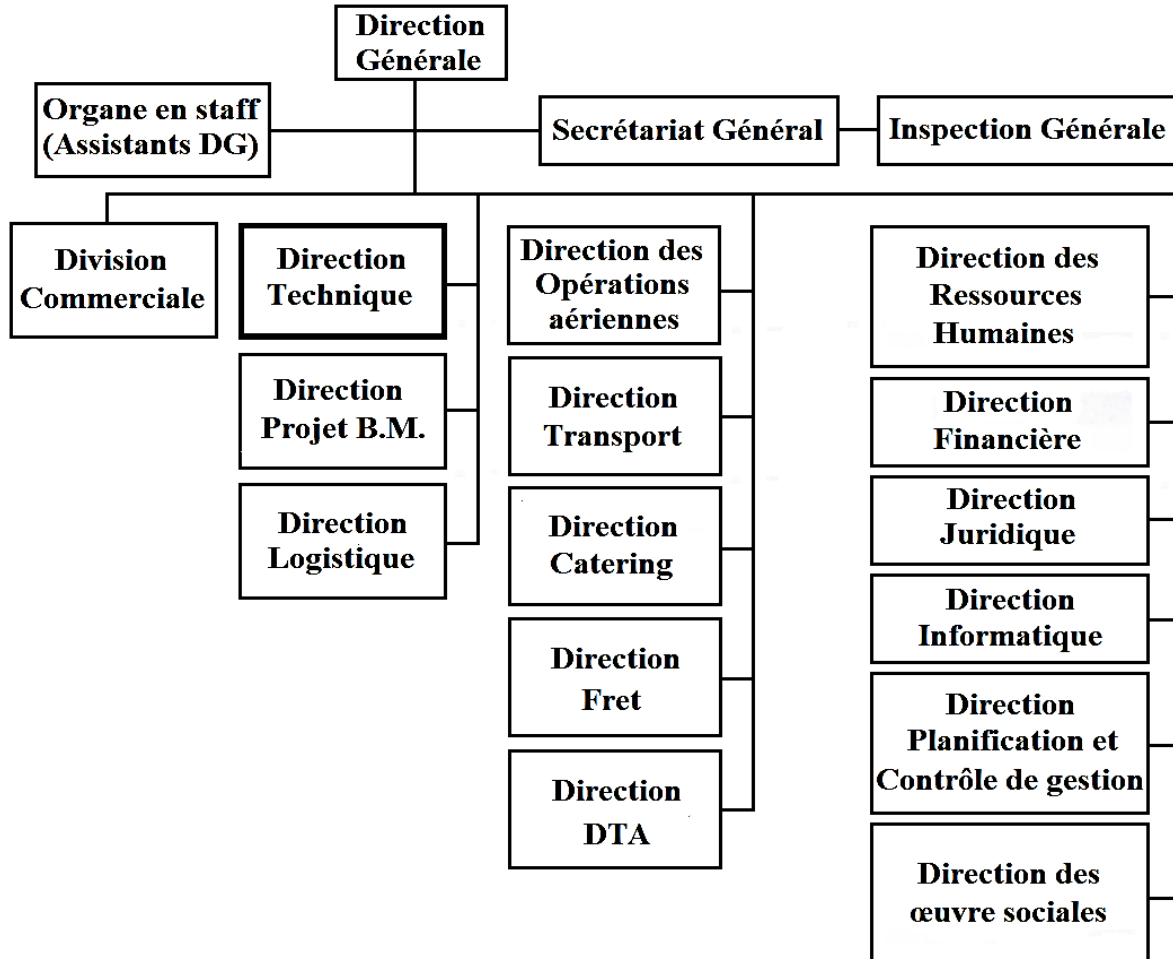 Direction
Générale
Organe en staff
(Assistants DG)
Secrétariat Général
Inspection Générale
Division
Commerciale
Direction
Technique
Direction
Projet B.M.
Direction
Logistique
Direction des
Opérations
aériennes
Direction
Transport
Direction
Catering
Direction
Fret
Direction
DTA
Direction des
Ressources
Humaines
Direction
Financière
Direction
Juridique
Direction
Informatique
Direction
Planification et
Contrôle de gestion
Direction des
œuvre sociales